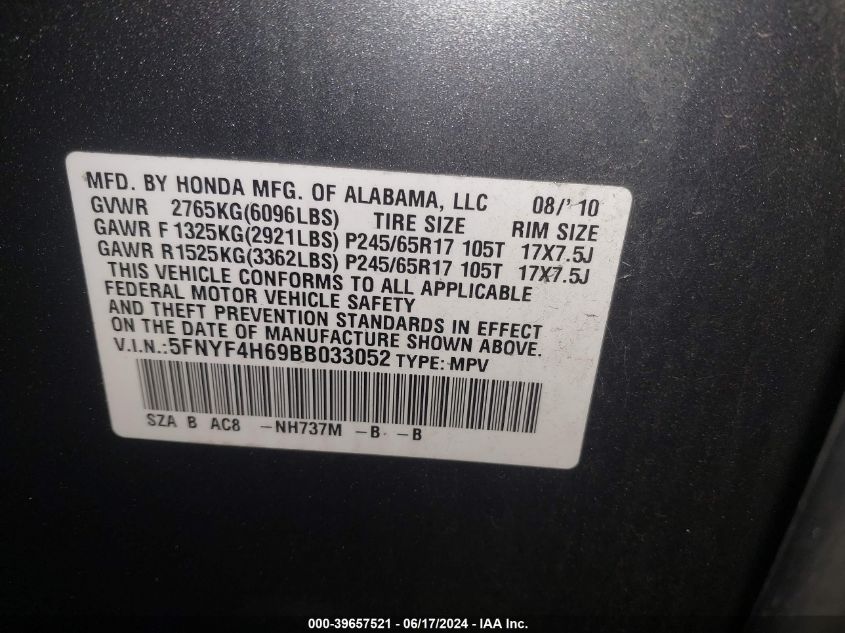 MFD. BY HONDA MFG. OF ALABAMA, LLC 08/'10
GVWR 2765KG(6096LBS) TIRE SIZE RIM SIZE
GAWR F 1325KG(2921LBS) P245/65R17 105T 17X7.5J
GAWR R1525KG(3362LBS) P245/65R17 105T 17X7.5J
THIS VEHICLE CONFORMS TO ALL APPLICABLE
FEDERAL MOTOR VEHICLE SAFETY
AND THEFT PREVENTION STANDARDS IN EFFECT
ON THE DATE OF MANUFACTURE SHOWN ABOVE.
V.I.N.:5FNYF4H69BB033052 TYPE: MPV
SZA B AC8 -NH737M -B -B
000-39657521 - 06/17/2024 - IAA Inc.